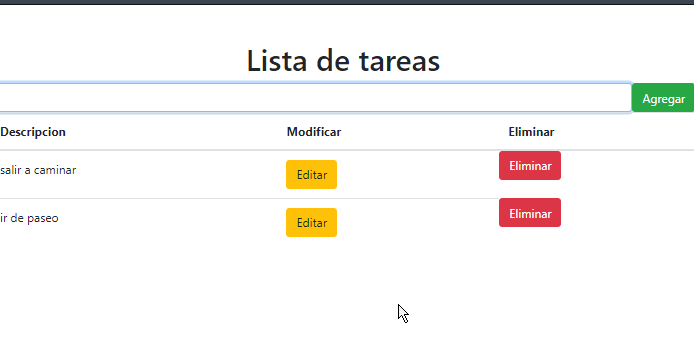 Lista de tareas
Agregar
Descripcion Modificar Eliminar
salir a caminar Editar Eliminar
ir de paseo Editar Eliminar